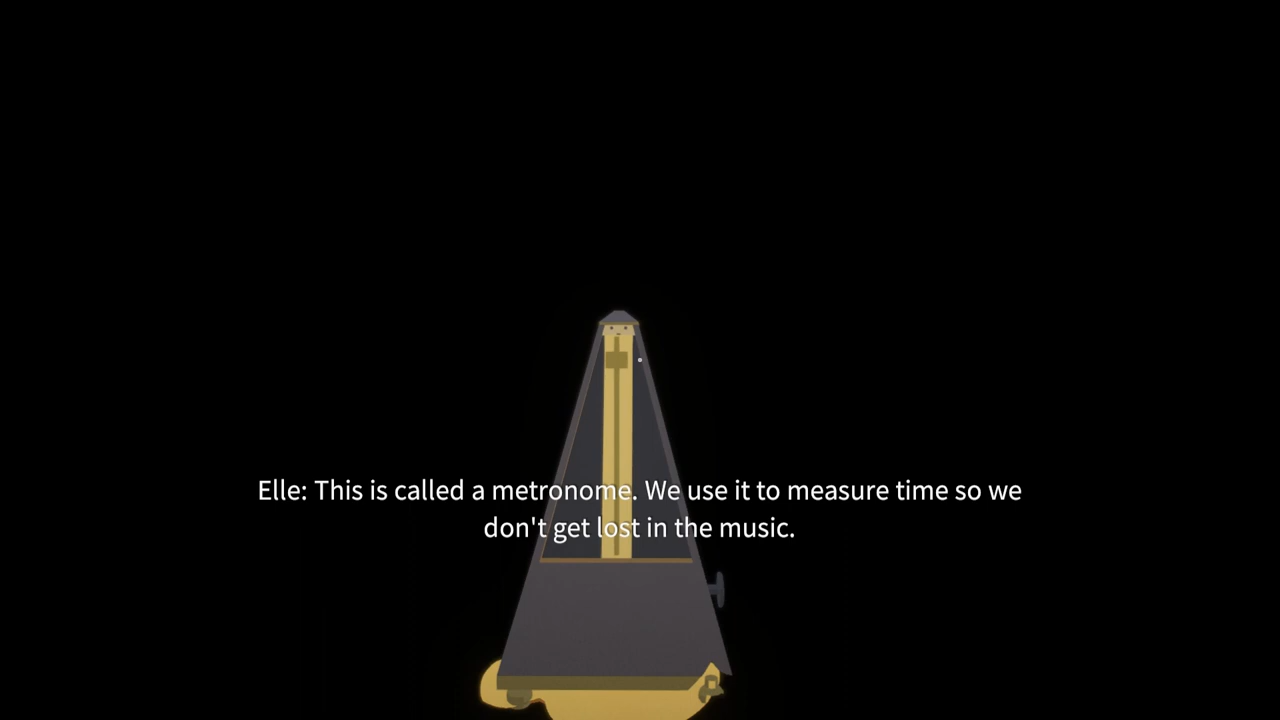 Elle: This is called a metronome. We use it to measure time so we
don't get lost in the music.